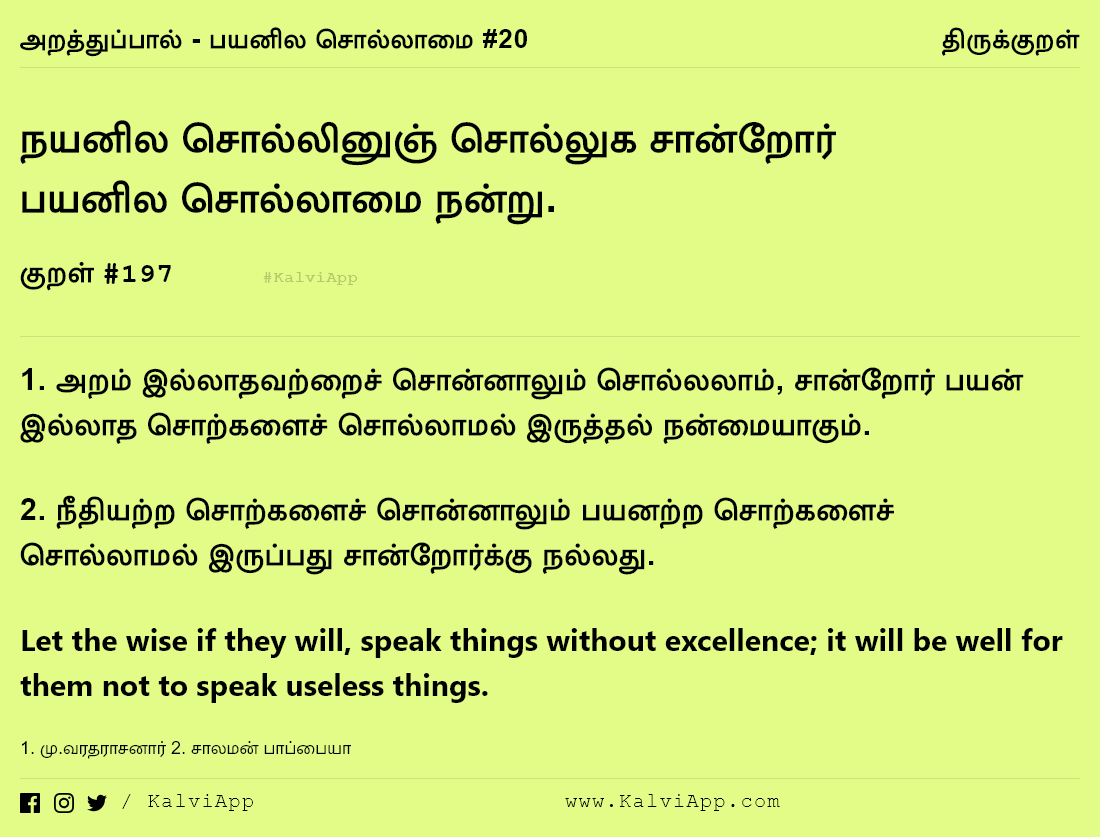 அறத்துப்பால் - பயனில சொல்லாமை #20
திருக்குறள்
நயனில சொல்லினுஞ் சொல்லுக சான்றோர்
பயனில சொல்லாமை நன்று.
குறள் #197
#KalviApp
1. அறம் இல்லாதவற்றைச் சொன்னாலும் சொல்லலாம், சான்றோர் பயன்
இல்லாத சொற்களைச் சொல்லாமல் இருத்தல் நன்மையாகும்.
2. நீதியற்ற சொற்களைச் சொன்னாலும் பயனற்ற சொற்களைச்
சொல்லாமல் இருப்பது சான்றோர்க்கு நல்லது.
Let the wise if they will, speak things without excellence; it will be well for
them not to speak useless things.
1. மு.வரதராசனார் 2. சாலமன் பாப்பையா
/ KalviApp
www.KalviApp.com